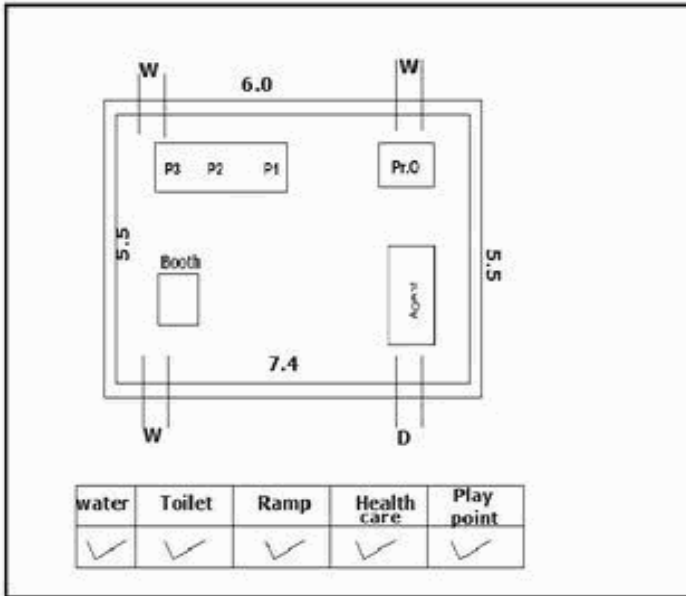 W W
6.0
P3 P2 P1 Pr.O
5.5 5.5
Booth
Agent
7.4
W D
water Toilet Ramp Health care Play point